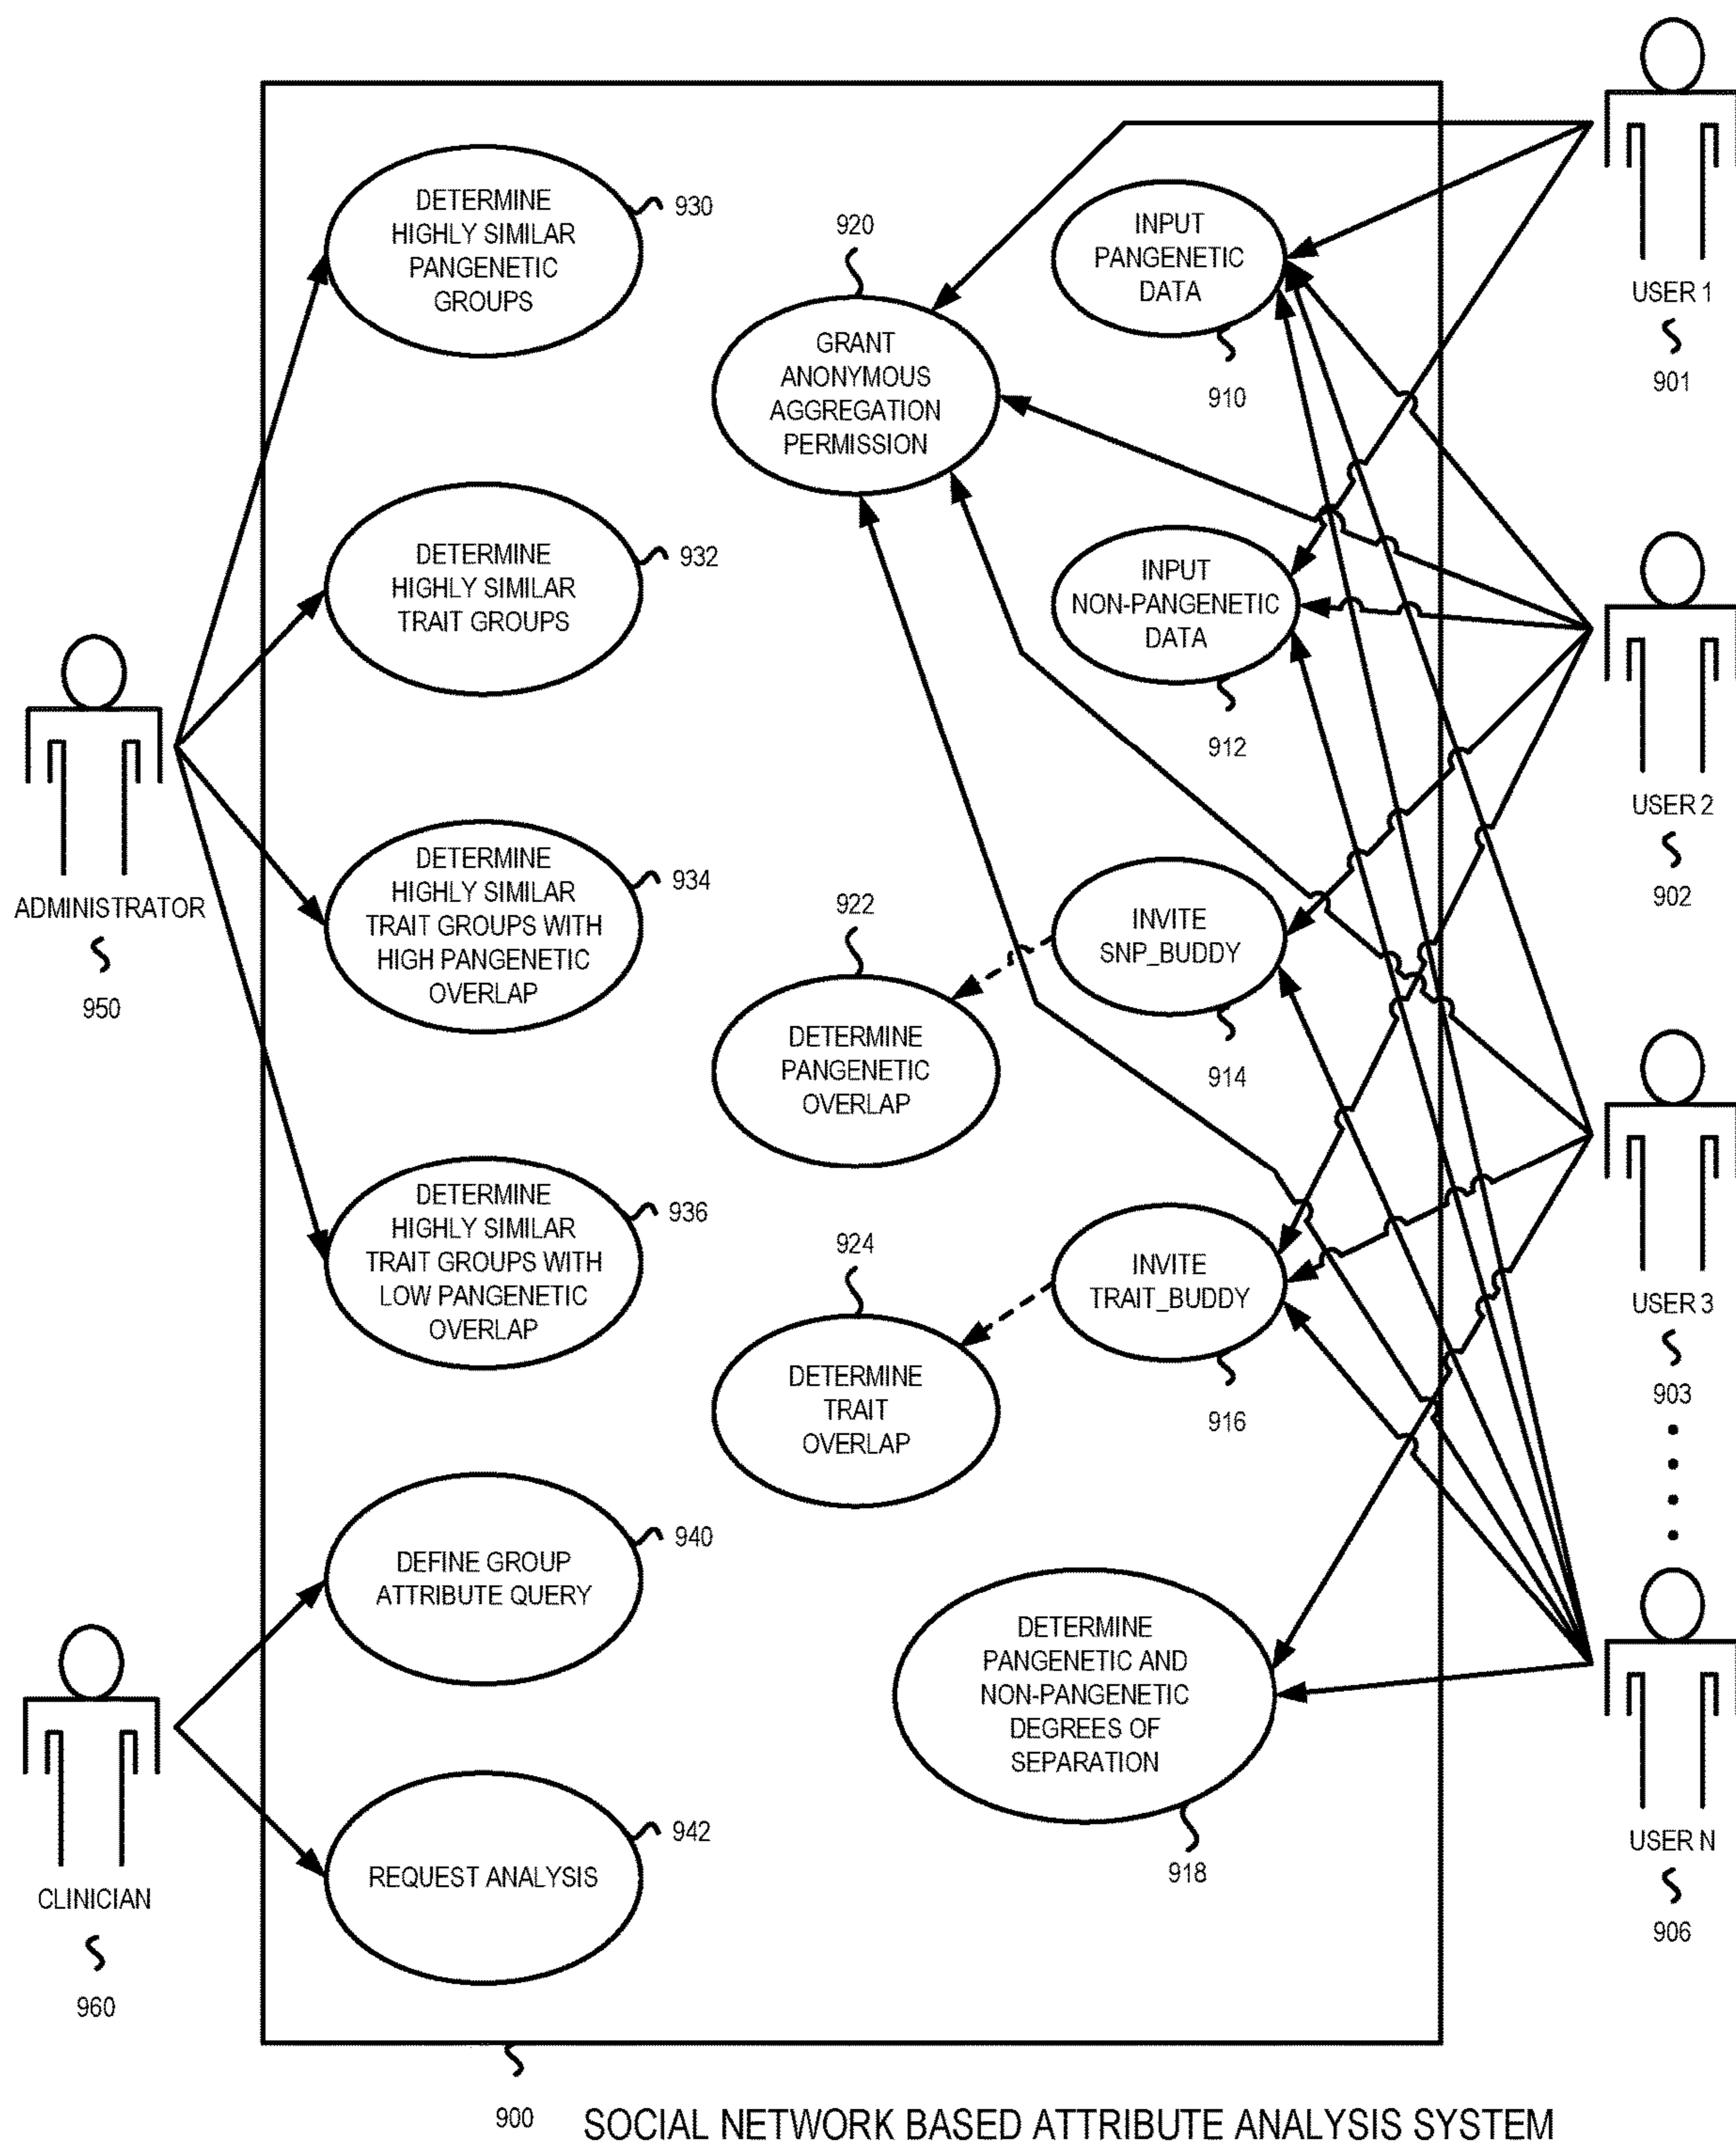 DETERMINE
HIGHLY SIMILAR
PANGENETIC
GROUPS
930
DETERMINE
HIGHLY SIMILAR
TRAIT GROUPS
932
DETERMINE
HIGHLY SIMILAR
TRAIT GROUPS WITH
HIGH PANGENETIC
OVERLAP
934
DETERMINE
HIGHLY SIMILAR
TRAIT GROUPS WITH
LOW PANGENETIC
OVERLAP
936
ADMINISTRATOR
950
DEFINE GROUP
ATTRIBUTE QUERY
940
REQUEST ANALYSIS
942
CLINICIAN
960
920
GRANT
ANONYMOUS
AGGREGATION
PERMISSION
922
DETERMINE
PANGENETIC
OVERLAP
924
DETERMINE
TRAIT
OVERLAP
INPUT
PANGENETIC
DATA
910
INPUT
NON-PANGENETIC
DATA
912
INVITE
SNP_BUDDY
914
INVITE
TRAIT_BUDDY
916
DETERMINE
PANGENETIC AND
NON-PANGENETIC
DEGREES OF
SEPARATION
918
USER 1
901
USER 2
902
USER 3
903
USER N
906
900
SOCIAL NETWORK BASED ATTRIBUTE ANALYSIS SYSTEM